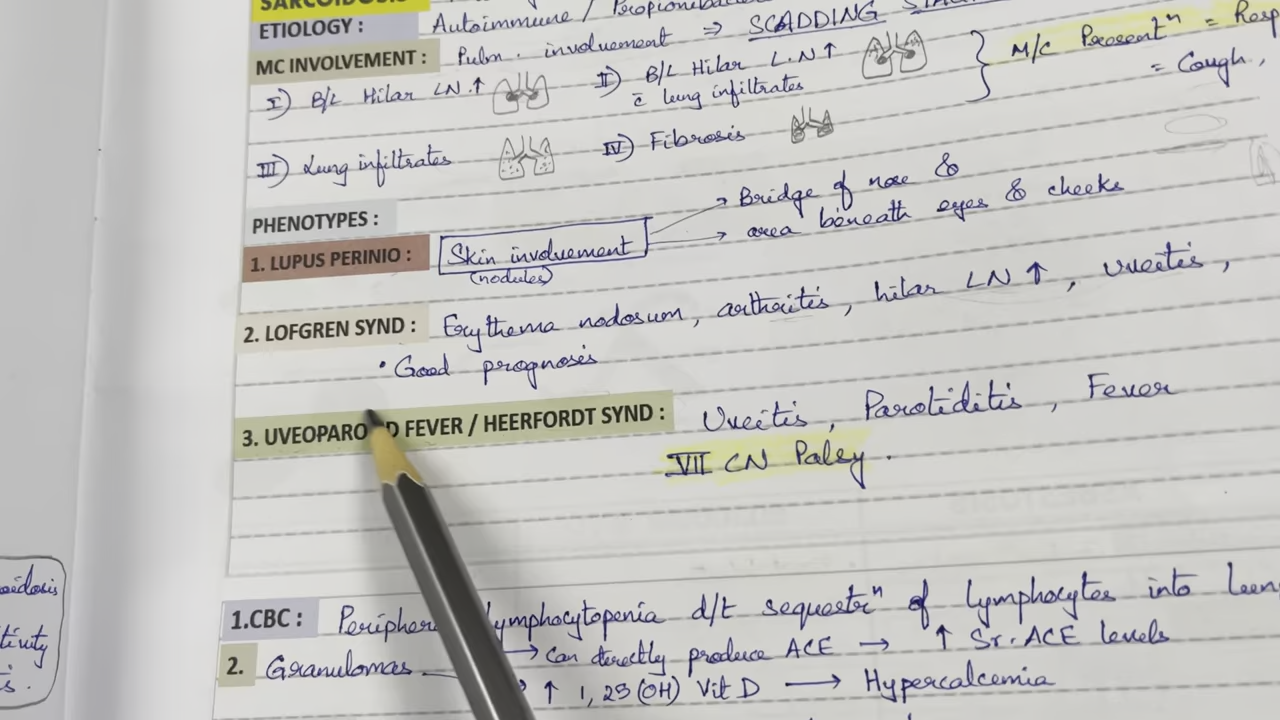 SARCOIDOSIS
ETIOLOGY : Autoimmune /
MC INVOLVEMENT : Pulm. involvement ⇒ SCADDING
I) B/L Hilar LN ↑
II) B/L Hilar L.N ↑
c̄ lung infiltrates
M/C Present n = Resp
= Cough,
III) Lung infiltrates
IV) Fibrosis
PHENOTYPES :
1. LUPUS PERINIO : Skin involvement → Bridge of nose &
(nodules) → area beneath eyes & cheeks
2. LOFGREN SYND : Erythema nodosum, arthritis, hilar LN ↑, Uveitis,
• Good prognosis
3. UVEOPARO D FEVER / HEERFORDT SYND : Uveitis, Parotiditis, Fever
VII CN Palsy.
1.CBC : Peripher lymphocytopenia d/t sequestrⁿ of lymphocytes into
2. Granulomas → Can directly produce ACE → ↑ Sr. ACE levels
↑ 1, 25 (OH) Vit D → Hypercalcemia